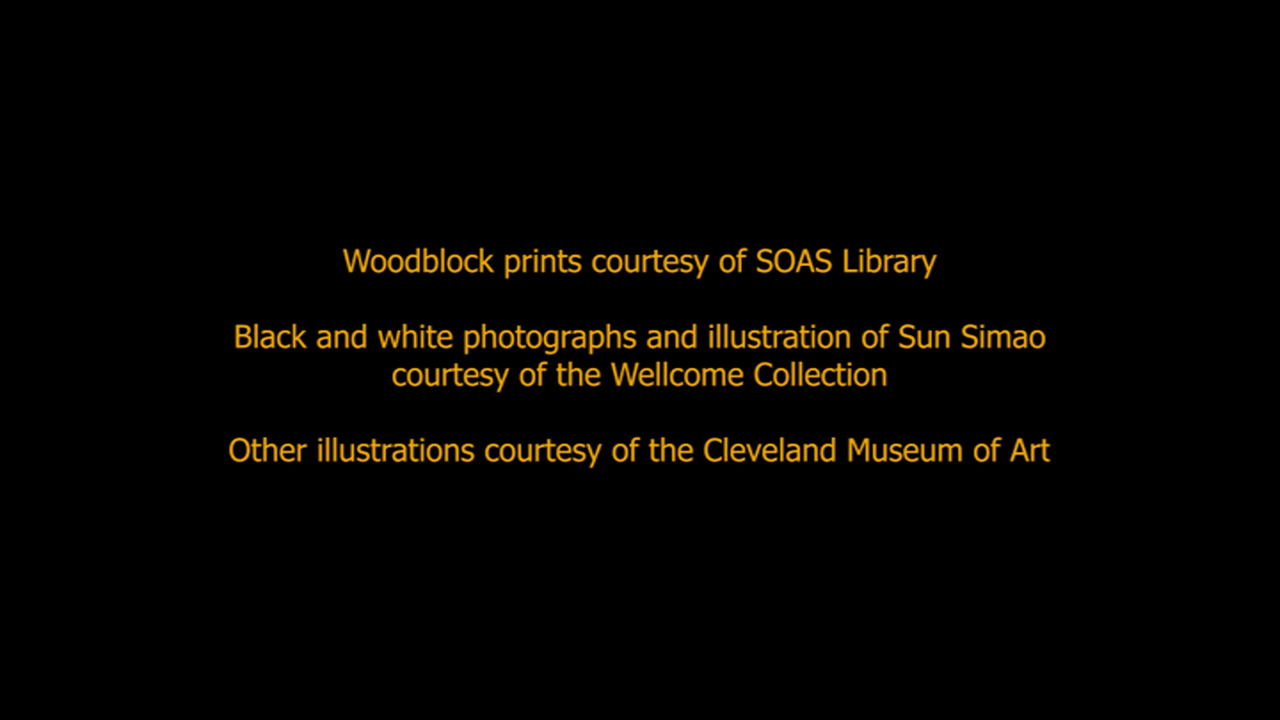 Woodblock prints courtesy of SOAS Library
Black and white photographs and illustration of Sun Simao
courtesy of the Wellcome Collection
Other illustrations courtesy of the Cleveland Museum of Art